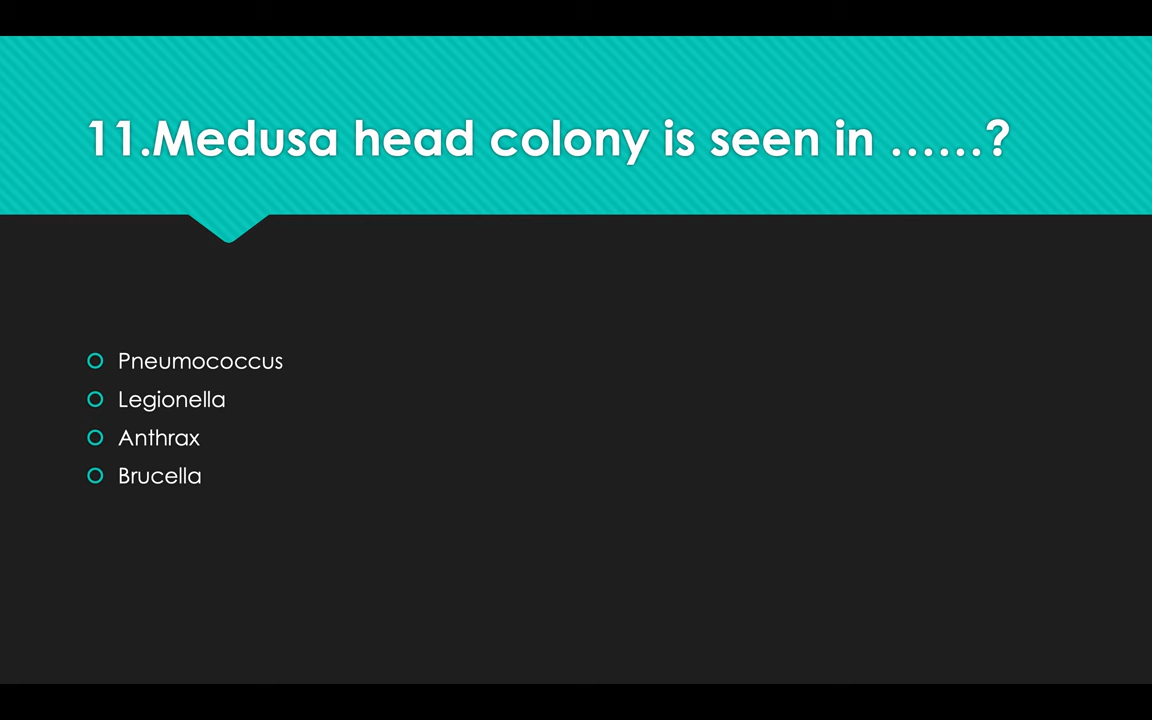 11.Medusa head colony is seen in ......?
Pneumococcus
Legionella
Anthrax
Brucella